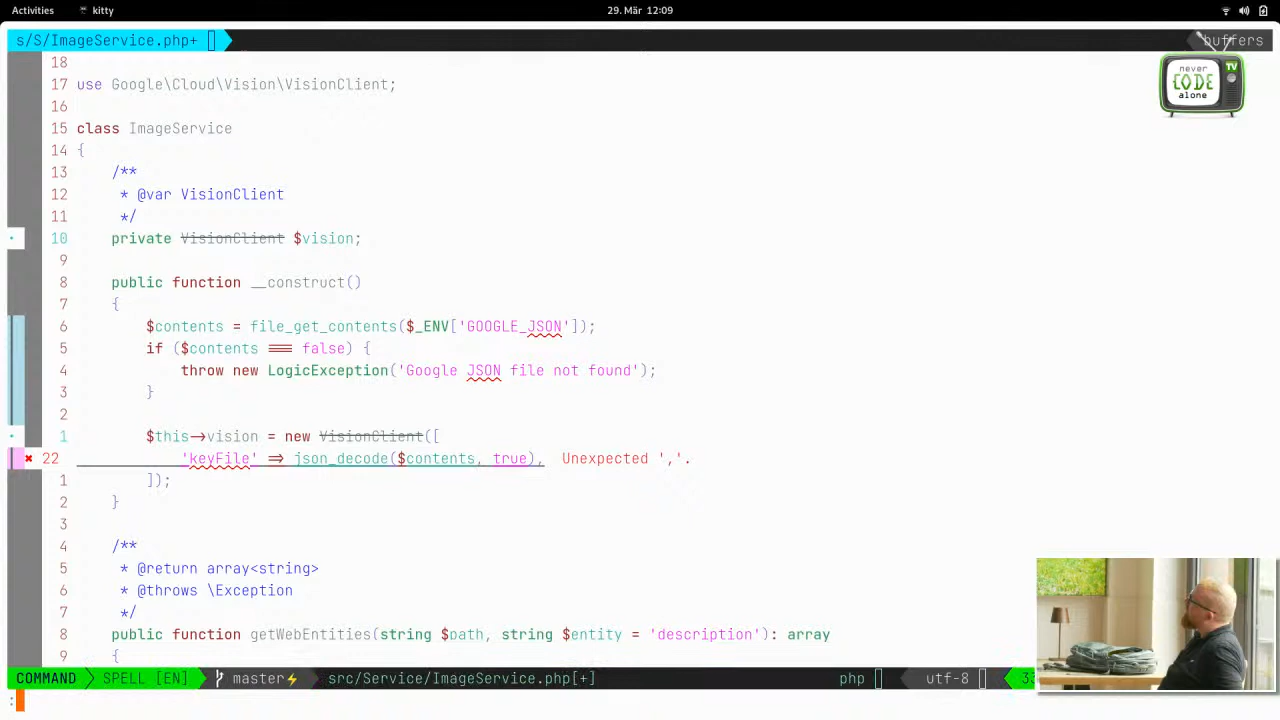 Activities
kitty
29. Mär 12:09
s/S/ImageService.php+
buffers
never
CODE
alone
TV
18
17 use Google\Cloud\Vision\VisionClient;
16
15 class ImageService
14 {
13 /**
12 * @var VisionClient
11 */
10 private VisionClient $vision;
9
8 public function __construct()
7 {
6 $contents = file_get_contents($_ENV['GOOGLE_JSON']);
5 if ($contents === false) {
4 throw new LogicException('Google JSON file not found');
3 }
2
1 $this->vision = new VisionClient([
22 'keyFile' => json_decode($contents, true), Unexpected ','.
1 ]);
2 }
3
4 /**
5 * @return array<string>
6 * @throws \Exception
7 */
8 public function getWebEntities(string $path, string $entity = 'description'): array
9 {
COMMAND SPELL [EN] master⚡ src/Service/ImageService.php[+] php utf-8 33
: